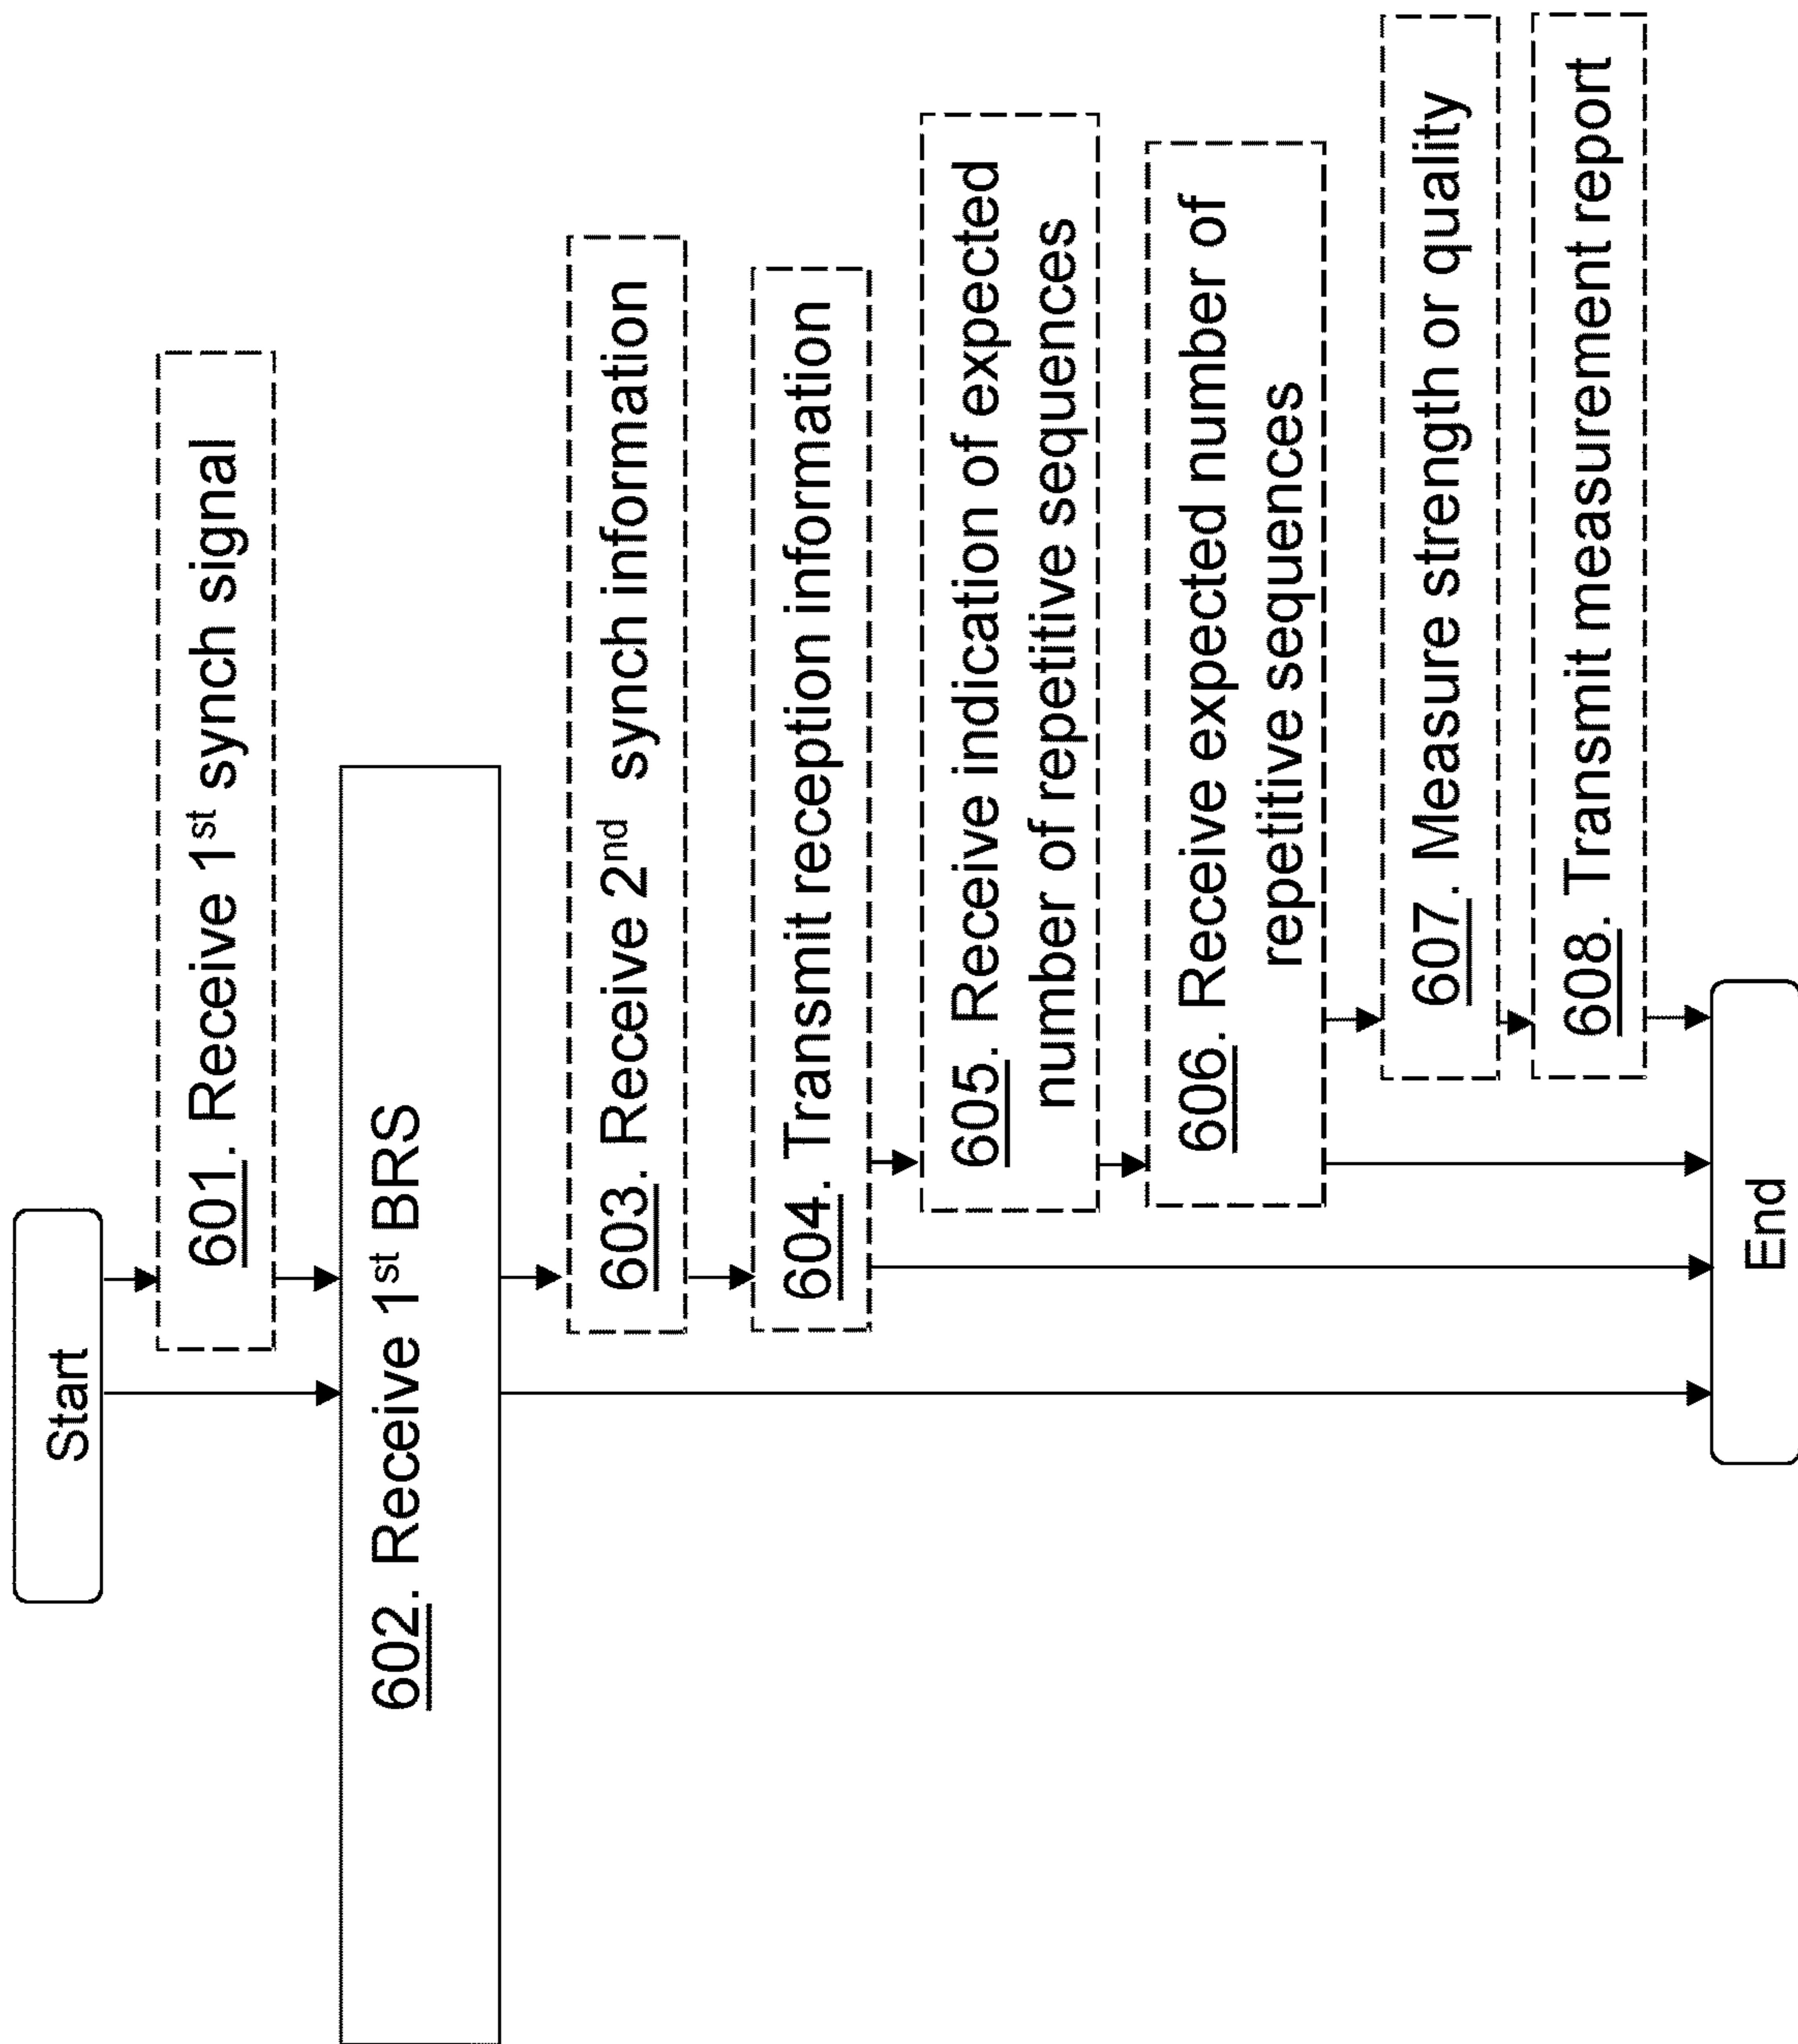 Start
601. Receive 1st synch signal
602. Receive 1st BRS
603. Receive 2nd synch information
604. Transmit reception information
605. Receive indication of expected
number of repetitive sequences
606. Receive expected number of
repetitive sequences
607. Measure strength or quality
608. Transmit measurement report
End